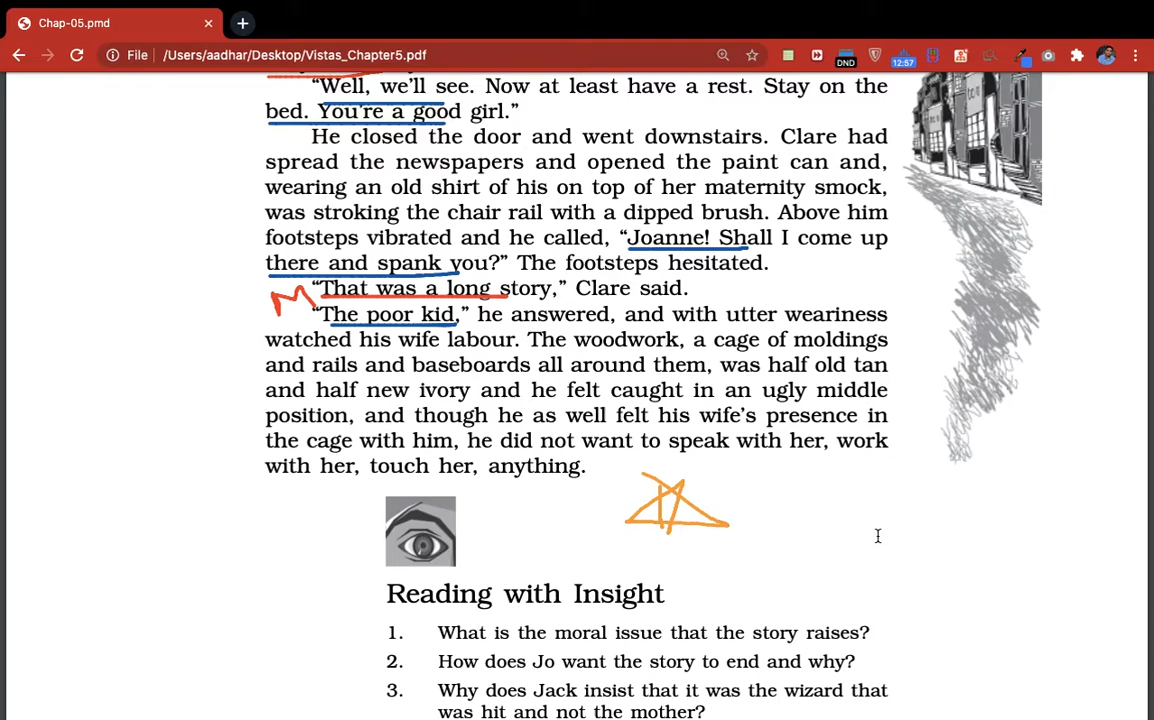 Chap-05.pmd
File /Users/aadhar/Desktop/Vistas_Chapter5.pdf
DND
12:57
“Well, we’ll see. Now at least have a rest. Stay on the
bed. You’re a good girl.”
He closed the door and went downstairs. Clare had
spread the newspapers and opened the paint can and,
wearing an old shirt of his on top of her maternity smock,
was stroking the chair rail with a dipped brush. Above him
footsteps vibrated and he called, “Joanne! Shall I come up
there and spank you?” The footsteps hesitated.
“That was a long story,” Clare said.
M
“The poor kid,” he answered, and with utter weariness
watched his wife labour. The woodwork, a cage of moldings
and rails and baseboards all around them, was half old tan
and half new ivory and he felt caught in an ugly middle
position, and though he as well felt his wife’s presence in
the cage with him, he did not want to speak with her, work
with her, touch her, anything.
Reading with Insight
1. What is the moral issue that the story raises?
2. How does Jo want the story to end and why?
3. Why does Jack insist that it was the wizard that
was hit and not the mother?